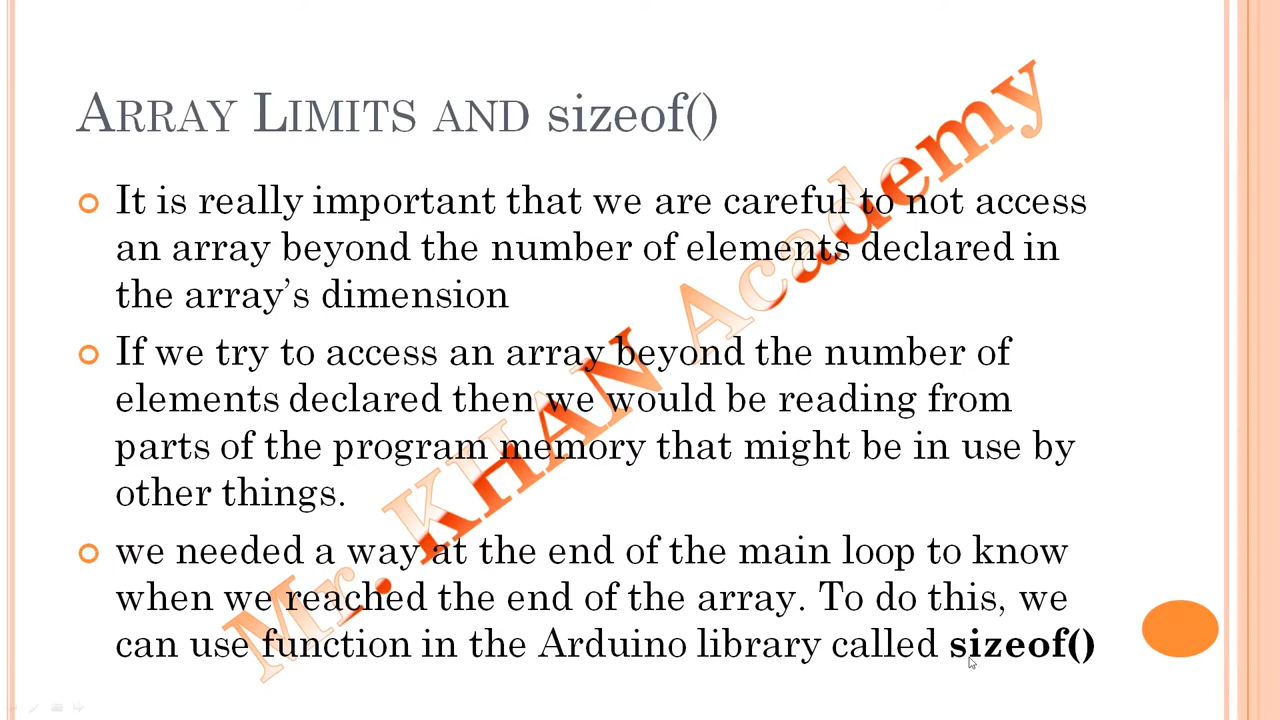 ARRAY LIMITS AND sizeof()
It is really important that we are careful to not access
an array beyond the number of elements declared in
the array’s dimension
If we try to access an array beyond the number of
elements declared then we would be reading from
parts of the program memory that might be in use by
other things.
we needed a way at the end of the main loop to know
when we reached the end of the array. To do this, we
can use function in the Arduino library called sizeof()
Mr. KHAN Academy